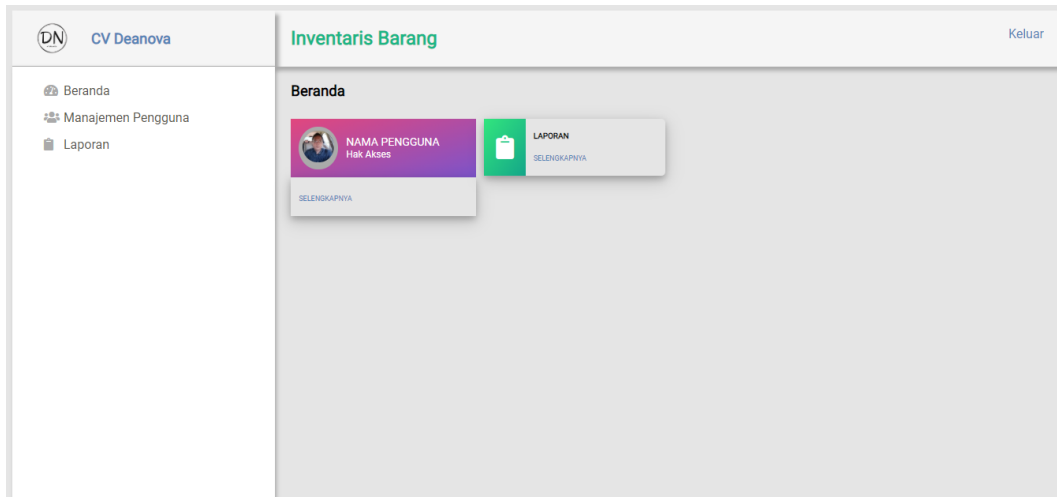 DN
CV Deanova
Inventaris Barang
Keluar
Beranda
Manajemen Pengguna
Laporan
Beranda
NAMA PENGGUNA
Hak Akses
SELENGKAPNYA
LAPORAN
SELENGKAPNYA